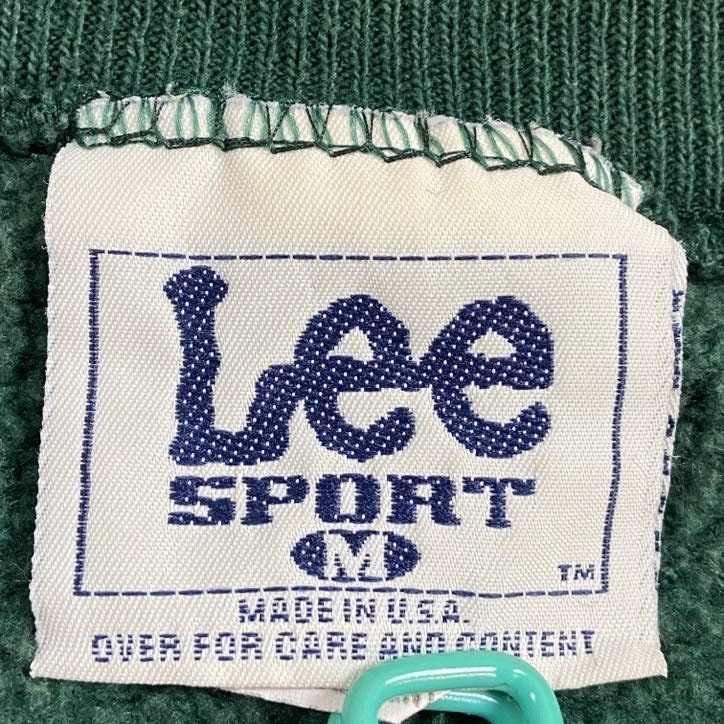 Lee
SPORT
M
TM
MADE IN U.S.A.
OVER FOR CARE AND CONTENT